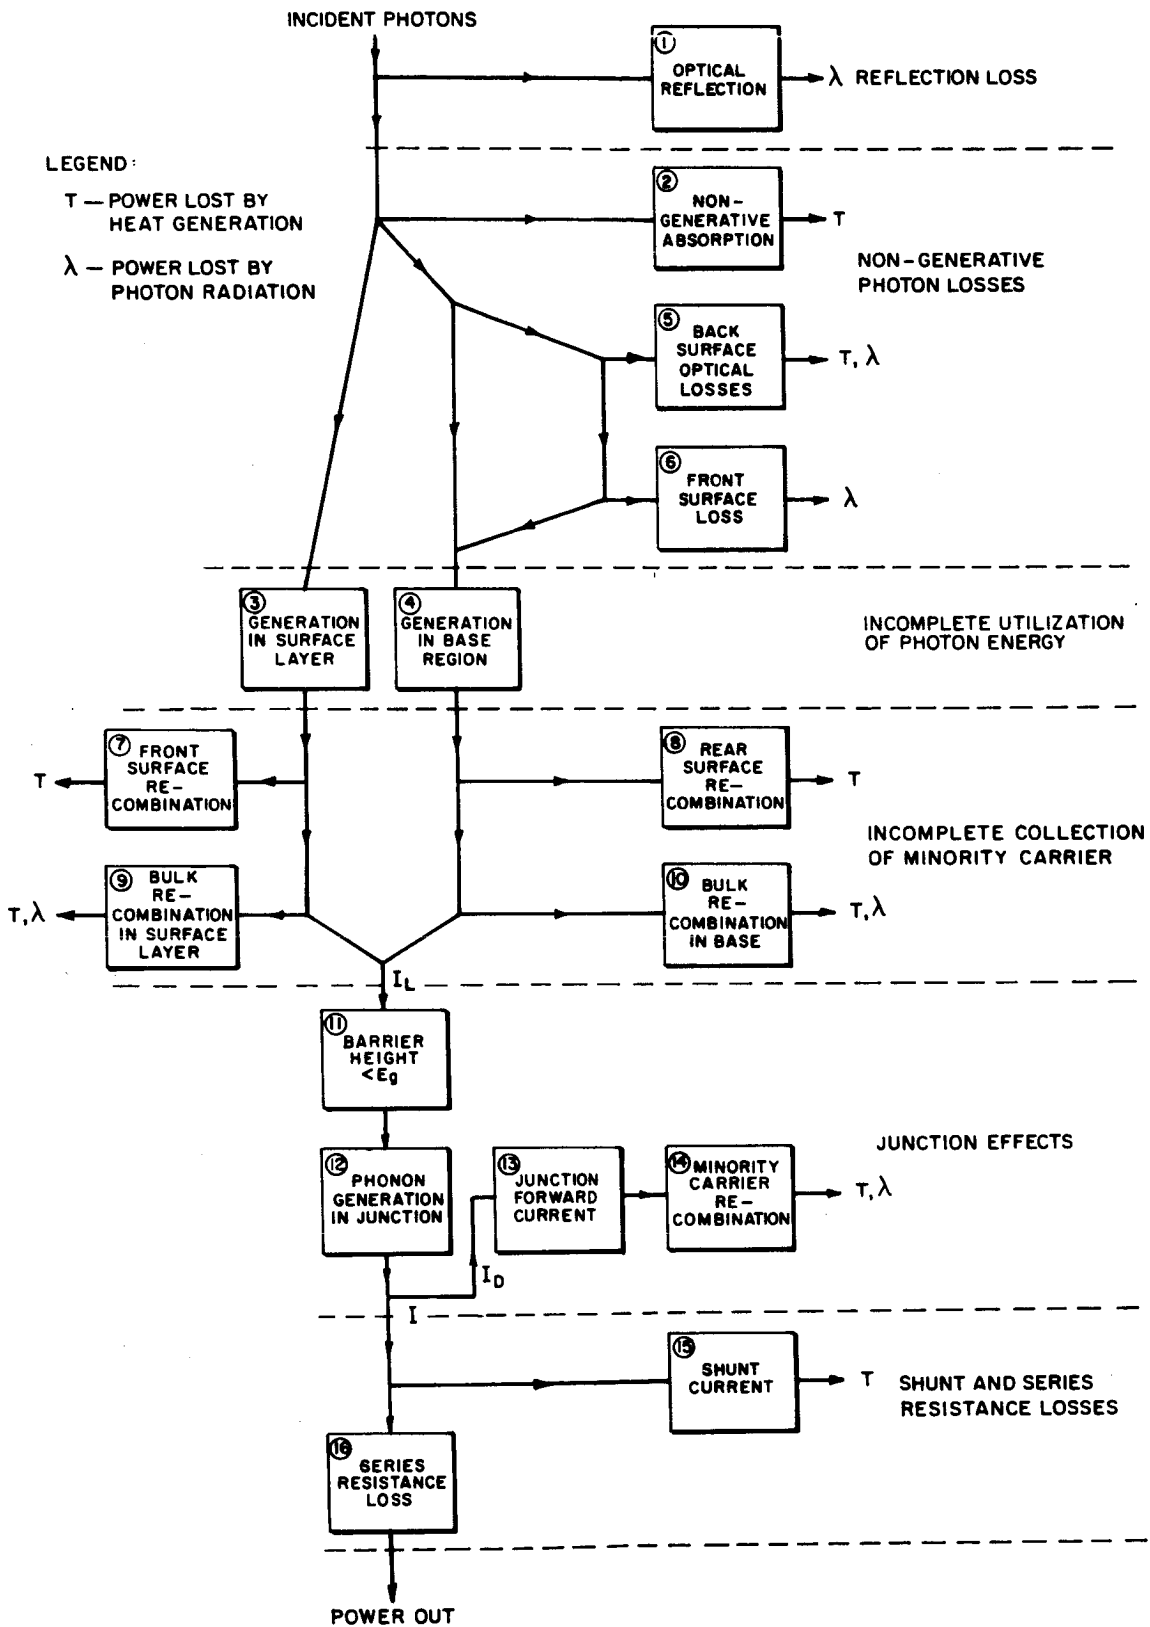 INCIDENT PHOTONS
1
OPTICAL
REFLECTION
λ REFLECTION LOSS
LEGEND:
T — POWER LOST BY
HEAT GENERATION
λ — POWER LOST BY
PHOTON RADIATION
2
NON-
GENERATIVE
ABSORPTION
T
NON-GENERATIVE
PHOTON LOSSES
5
BACK
SURFACE
OPTICAL
LOSSES
T, λ
6
FRONT
SURFACE
LOSS
λ
3
GENERATION
IN SURFACE
LAYER
4
GENERATION
IN BASE
REGION
INCOMPLETE UTILIZATION
OF PHOTON ENERGY
7
FRONT
SURFACE
RE-
COMBINATION
T
8
REAR
SURFACE
RE-
COMBINATION
T
INCOMPLETE COLLECTION
OF MINORITY CARRIER
9
BULK
RE-
COMBINATION
IN SURFACE
LAYER
T, λ
10
BULK
RE-
COMBINATION
IN BASE
T, λ
I_L
11
BARRIER
HEIGHT
<Eg
JUNCTION EFFECTS
12
PHONON
GENERATION
IN JUNCTION
13
JUNCTION
FORWARD
CURRENT
14
MINORITY
CARRIER
RE-
COMBINATION
T, λ
I_D
I
15
SHUNT
CURRENT
T
SHUNT AND SERIES
RESISTANCE LOSSES
16
SERIES
RESISTANCE
LOSS
POWER OUT